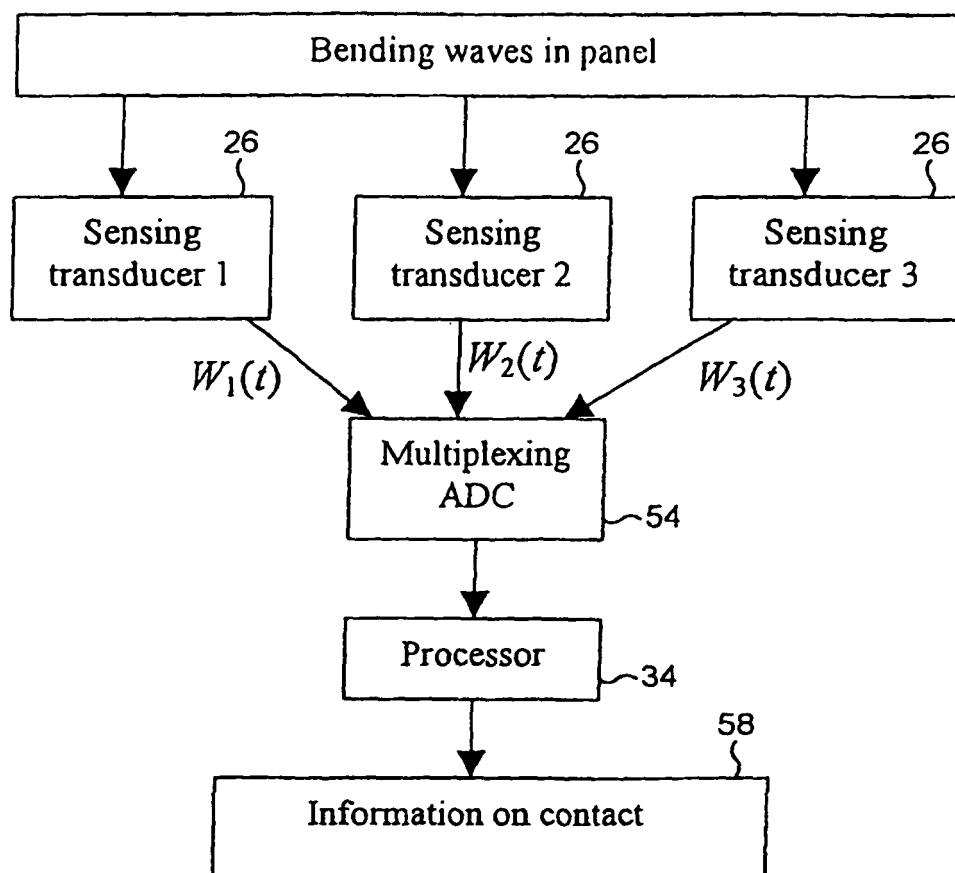 Bending waves in panel
26
26
26
Sensing
transducer 1
Sensing
transducer 2
Sensing
transducer 3
W₁(t)
W₂(t)
W₃(t)
Multiplexing
ADC
54
Processor
34
58
Information on contact